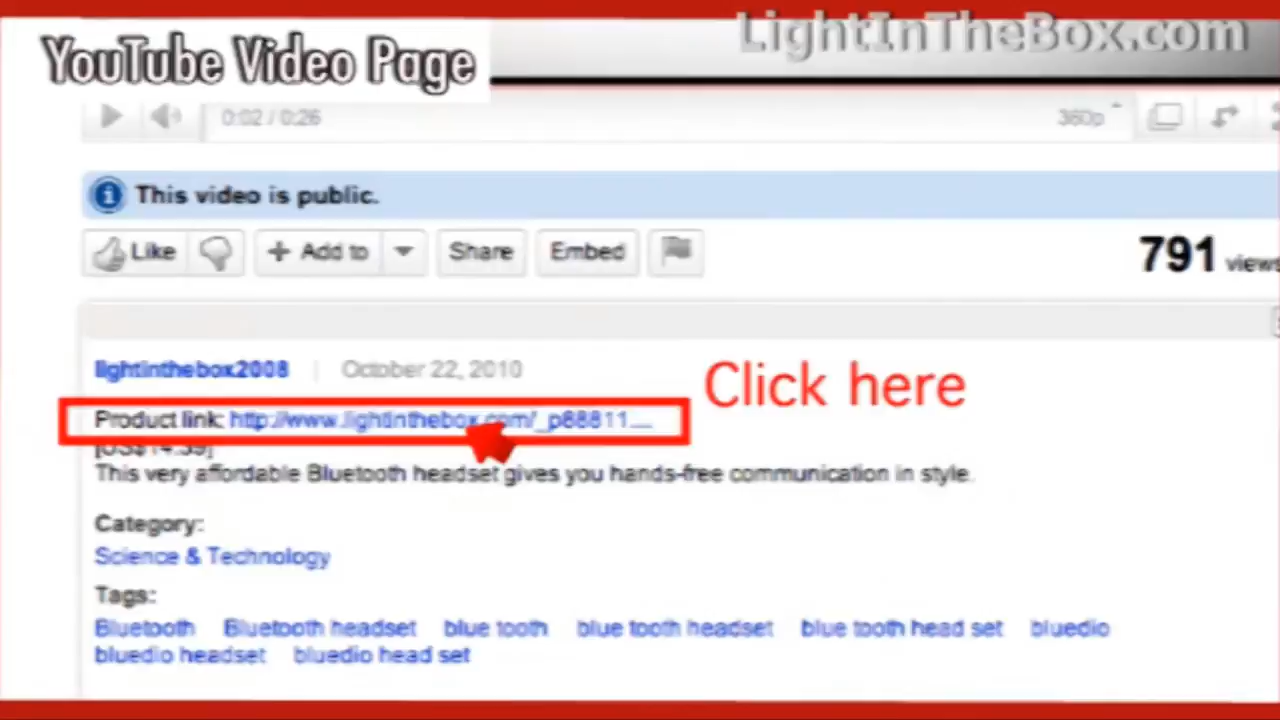 LightInTheBox.com
YouTube Video Page
0:02 / 0:26 360p
This video is public.
Like Add to Share Embed 791 views
lightinthebox2008 October 22, 2010
Click here
Product link: http://www.lightinthebox.com/_p88811...
[US$14.39]
This very affordable Bluetooth headset gives you hands-free communication in style.
Category:
Science & Technology
Tags:
Bluetooth Bluetooth headset blue tooth blue tooth headset blue tooth head set bluedio
bluedio headset bluedio head set